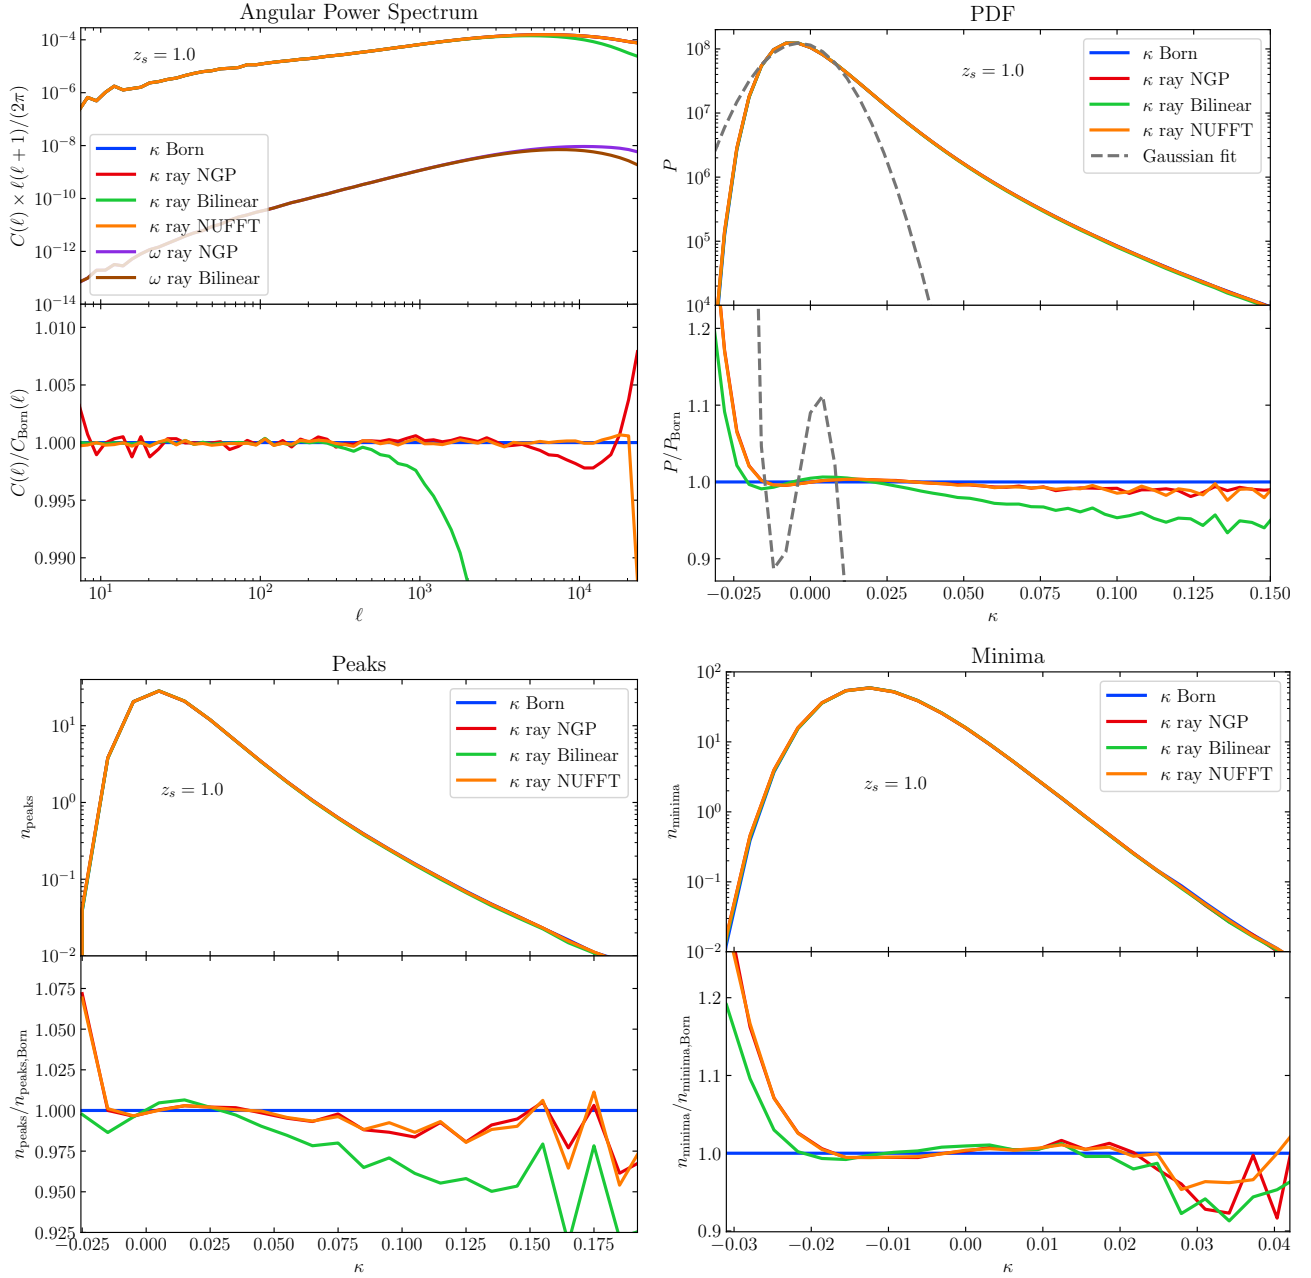 Angular Power Spectrum
z_s = 1.0
C(ℓ) × ℓ(ℓ + 1)/(2π)
10^−4
10^−6
10^−8
10^−10
10^−12
10^−14
κ Born
κ ray NGP
κ ray Bilinear
κ ray NUFFT
ω ray NGP
ω ray Bilinear
C(ℓ)/C_Born(ℓ)
1.010
1.005
1.000
0.995
0.990
10^1
10^2
10^3
10^4
ℓ
PDF
z_s = 1.0
P
10^8
10^7
10^6
10^5
10^4
κ Born
κ ray NGP
κ ray Bilinear
κ ray NUFFT
Gaussian fit
P/P_Born
1.2
1.1
1.0
0.9
−0.025
0.000
0.025
0.050
0.075
0.100
0.125
0.150
κ
Peaks
z_s = 1.0
n_peaks
10^1
10^0
10^−1
10^−2
κ Born
κ ray NGP
κ ray Bilinear
κ ray NUFFT
n_peaks/n_peaks,Born
1.075
1.050
1.025
1.000
0.975
0.950
0.925
−0.025
0.000
0.025
0.050
0.075
0.100
0.125
0.150
0.175
κ
Minima
z_s = 1.0
n_minima
10^2
10^1
10^0
10^−1
10^−2
κ Born
κ ray NGP
κ ray Bilinear
κ ray NUFFT
n_minima/n_minima,Born
1.2
1.1
1.0
0.9
−0.03
−0.02
−0.01
0.00
0.01
0.02
0.03
0.04
κ